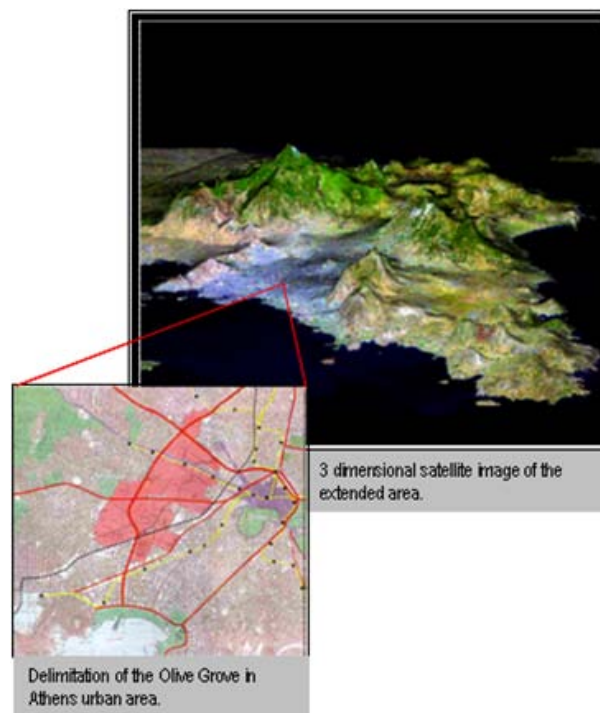 3 dimensional satellite image of the
extended area.
Delimitation of the Olive Grove in
Athens urban area.